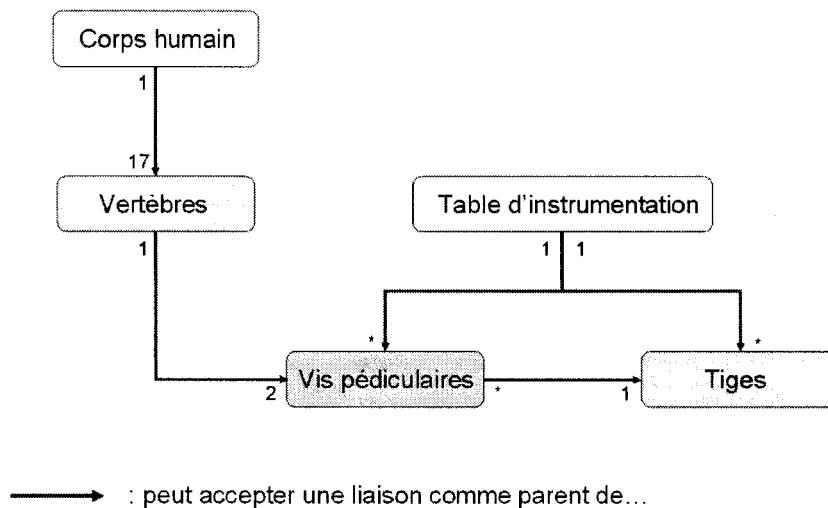 Corps humain
1
17
Vertèbres
Table d'instrumentation
1
1 1
* *
Vis pédiculaires
Tiges
2 * 1
: peut accepter une liaison comme parent de...